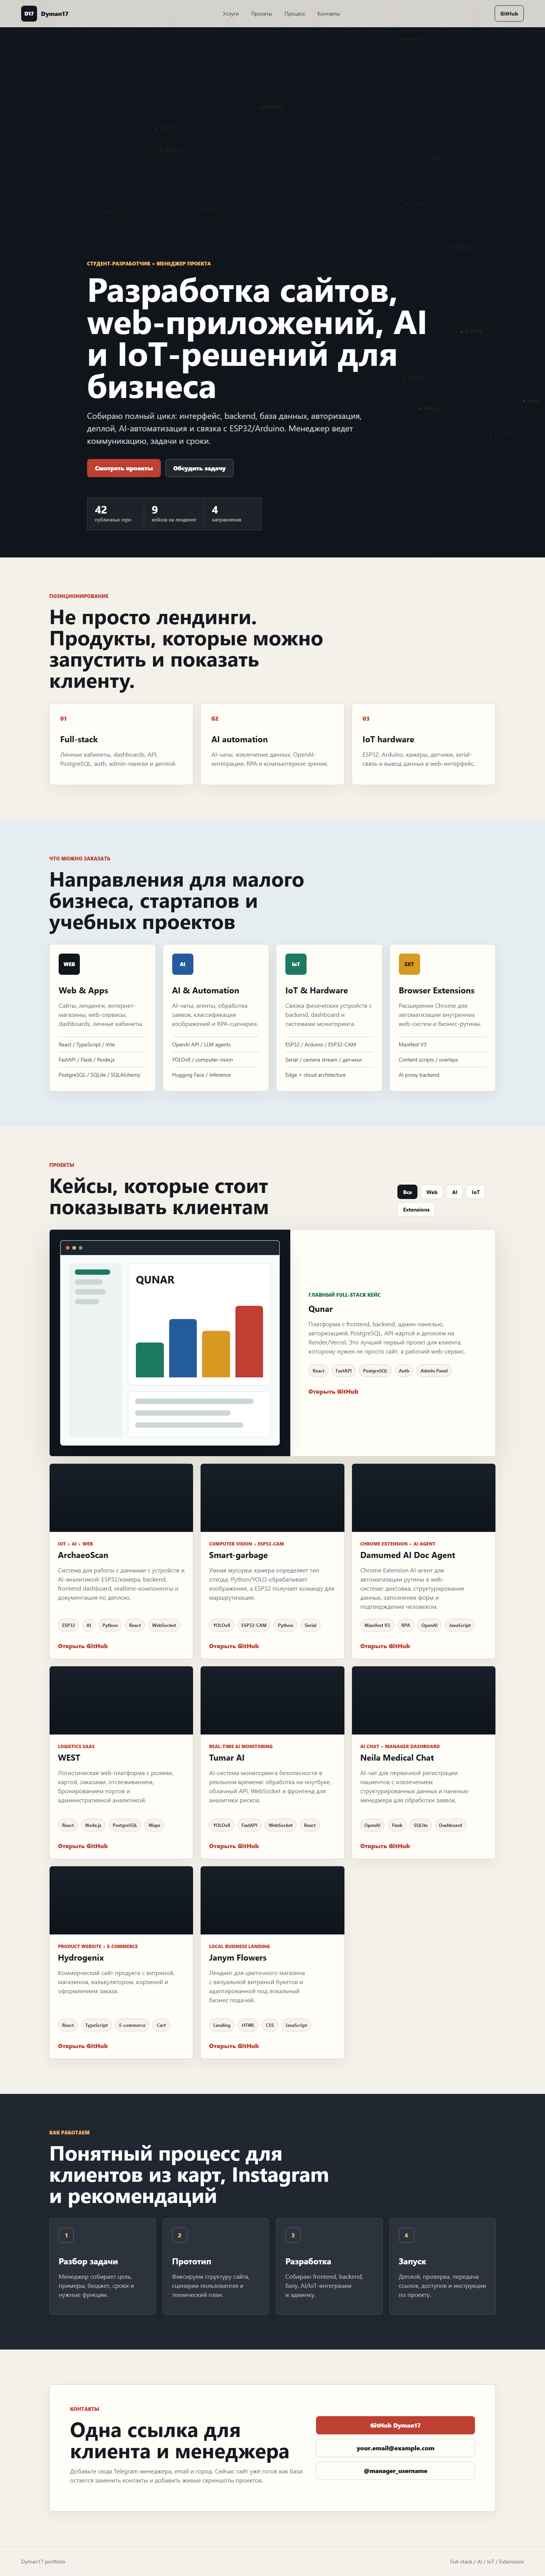 D17 Dyman17
Услуги Проекты Процесс Контакты
GitHub
СТУДЕНТ-РАЗРАБОТЧИК + МЕНЕДЖЕР ПРОЕКТА
Разработка сайтов,
web-приложений, AI
и IoT-решений для
бизнеса
Собираю полный цикл: интерфейс, backend, база данных, авторизация,
деплой, AI-автоматизация и связка с ESP32/Arduino. Менеджер ведет
коммуникацию, задачи и сроки.
Смотреть проекты Обсудить задачу
42 9 4
публичных repo кейсов на лендинге направления
ПОЗИЦИОНИРОВАНИЕ
Не просто лендинги.
Продукты, которые можно
запустить и показать
клиенту.
01
Full-stack
Личные кабинеты, dashboards, API,
PostgreSQL, auth, admin-панели и деплой.
02
AI automation
AI-чаты, извлечение данных, OpenAI-
интеграции, RPA и компьютерное зрение.
03
IoT hardware
ESP32, Arduino, камеры, датчики, serial-
связь и вывод данных в web-интерфейс.
ЧТО МОЖНО ЗАКАЗАТЬ
Направления для малого
бизнеса, стартапов и
учебных проектов
WEB
Web & Apps
Сайты, лендинги, интернет-
магазины, web-сервисы,
dashboards, личные кабинеты.
React / TypeScript / Vite
FastAPI / Flask / Node.js
PostgreSQL / SQLite / SQLAlchemy
AI
AI & Automation
AI-чаты, агенты, обработка
заявок, классификация
изображений и RPA-сценарии.
OpenAI API / LLM agents
YOLOv8 / computer vision
Hugging Face / inference
IoT
IoT & Hardware
Связка физических устройств с
backend, dashboard и
системами мониторинга.
ESP32 / Arduino / ESP32-CAM
Serial / camera stream / датчики
Edge + cloud architecture
EXT
Browser Extensions
Расширения Chrome для
автоматизации внутренних
web-систем и бизнес-рутины.
Manifest V3
Content scripts / overlays
AI proxy backend
ПРОЕКТЫ
Кейсы, которые стоит
показывать клиентам
Все Web AI IoT
Extensions
QUNAR
ГЛАВНЫЙ FULL-STACK КЕЙС
Qunar
Платформа с frontend, backend, админ-панелью,
авторизацией, PostgreSQL, API-картой и деплоем на
Render/Vercel. Это лучший первый проект для клиента,
которому нужен не просто сайт, а рабочий web-сервис.
React FastAPI PostgreSQL Auth Admin Panel
Открыть GitHub
IOT + AI + WEB
ArchaeoScan
Система для работы с данными с устройств и
AI-аналитикой: ESP32/камера, backend,
frontend dashboard, realtime-компоненты и
документация по деплою.
ESP32 AI Python React WebSocket
Открыть GitHub
COMPUTER VISION + ESP32-CAM
Smart-garbage
Умная мусорка: камера определяет тип
отхода, Python/YOLO обрабатывает
изображение, а ESP32 получает команду для
маршрутизации.
YOLOv8 ESP32-CAM Python Serial
Открыть GitHub
CHROME EXTENSION + AI AGENT
Damumed AI Doc Agent
Chrome Extension AI-агент для
автоматизации рутины в web-
системе: диктовка, структурирование
данных, заполнение форм и
подтверждение человеком.
Manifest V3 RPA OpenAI JavaScript
Открыть GitHub
LOGISTICS SAAS
WEST
Логистическая web-платформа с ролями,
картой, заказами, отслеживанием,
бронированием портов и
административной аналитикой.
React Node.js PostgreSQL Maps
Открыть GitHub
REAL-TIME AI MONITORING
Tumar AI
AI-система мониторинга безопасности в
реальном времени: обработка на ноутбуке,
облачный API, WebSocket и фронтенд для
аналитики рисков.
YOLOv8 FastAPI WebSocket React
Открыть GitHub
AI CHAT + MANAGER DASHBOARD
Neila Medical Chat
AI-чат для первичной регистрации
пациентов с извлечением
структурированных данных и панелью
менеджера для обработки заявок.
OpenAI Flask SQLite Dashboard
Открыть GitHub
PRODUCT WEBSITE + E-COMMERCE
Hydrogenix
Коммерческий сайт продукта с витриной,
магазином, калькулятором, корзиной и
оформлением заказа.
React TypeScript E-commerce Cart
Открыть GitHub
LOCAL BUSINESS LANDING
Janym Flowers
Лендинг для цветочного магазина
с визуальной витриной букетов и
адаптированной под локальный
бизнес подачей.
Landing HTML CSS JavaScript
Открыть GitHub
КАК РАБОТАЕМ
Понятный процесс для
клиентов из карт, Instagram
и рекомендаций
1
Разбор задачи
Менеджер собирает цель,
примеры, бюджет, сроки и
нужные функции.
2
Прототип
Фиксируем структуру сайта,
сценарии пользователя и
технический план.
3
Разработка
Собираю frontend, backend,
базу, AI/IoT-интеграции
и админку.
4
Запуск
Деплой, проверка, передача
ссылок, доступов и инструкции
по проекту.
КОНТАКТЫ
Одна ссылка для
клиента и менеджера
Добавьте сюда Telegram менеджера, email и город. Сейчас сайт уже готов как база:
остается заменить контакты и добавить живые скриншоты проектов.
GitHub Dyman17
your.email@example.com
@manager_username
Dyman17 portfolio
Full-stack / AI / IoT / Extensions